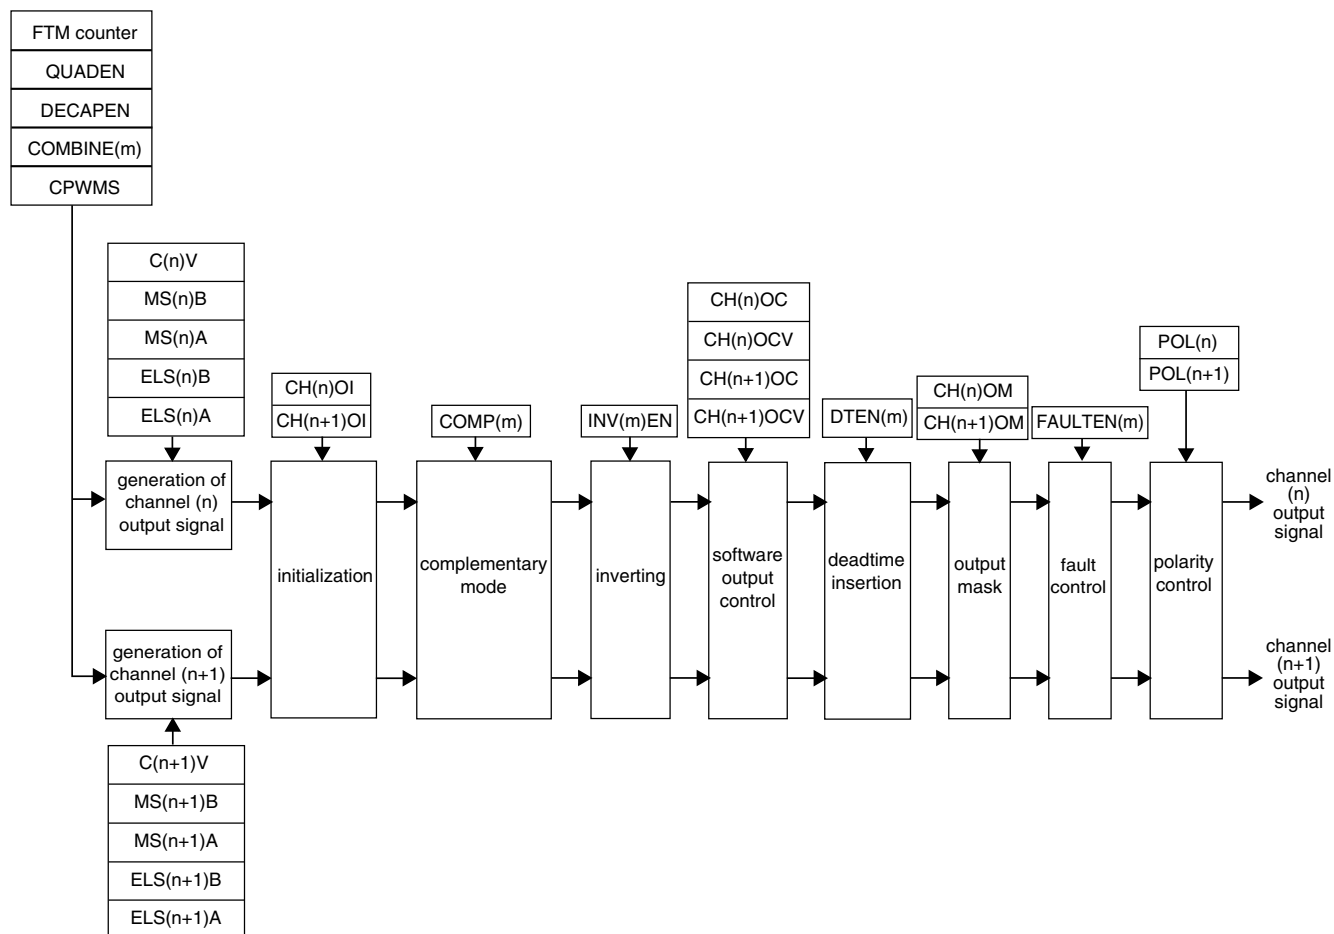 FTM counter
QUADEN
DECAPEN
COMBINE(m)
CPWMS
C(n)V
MS(n)B
MS(n)A
ELS(n)B
ELS(n)A
CH(n)OI
CH(n+1)OI
COMP(m)
INV(m)EN
CH(n)OC
CH(n)OCV
CH(n+1)OC
CH(n+1)OCV
DTEN(m)
CH(n)OM
CH(n+1)OM
FAULTEN(m)
POL(n)
POL(n+1)
generation of
channel (n)
output signal
initialization
complementary
mode
inverting
software
output
control
deadtime
insertion
output
mask
fault
control
polarity
control
channel
(n)
output
signal
generation of
channel (n+1)
output signal
channel
(n+1)
output
signal
C(n+1)V
MS(n+1)B
MS(n+1)A
ELS(n+1)B
ELS(n+1)A